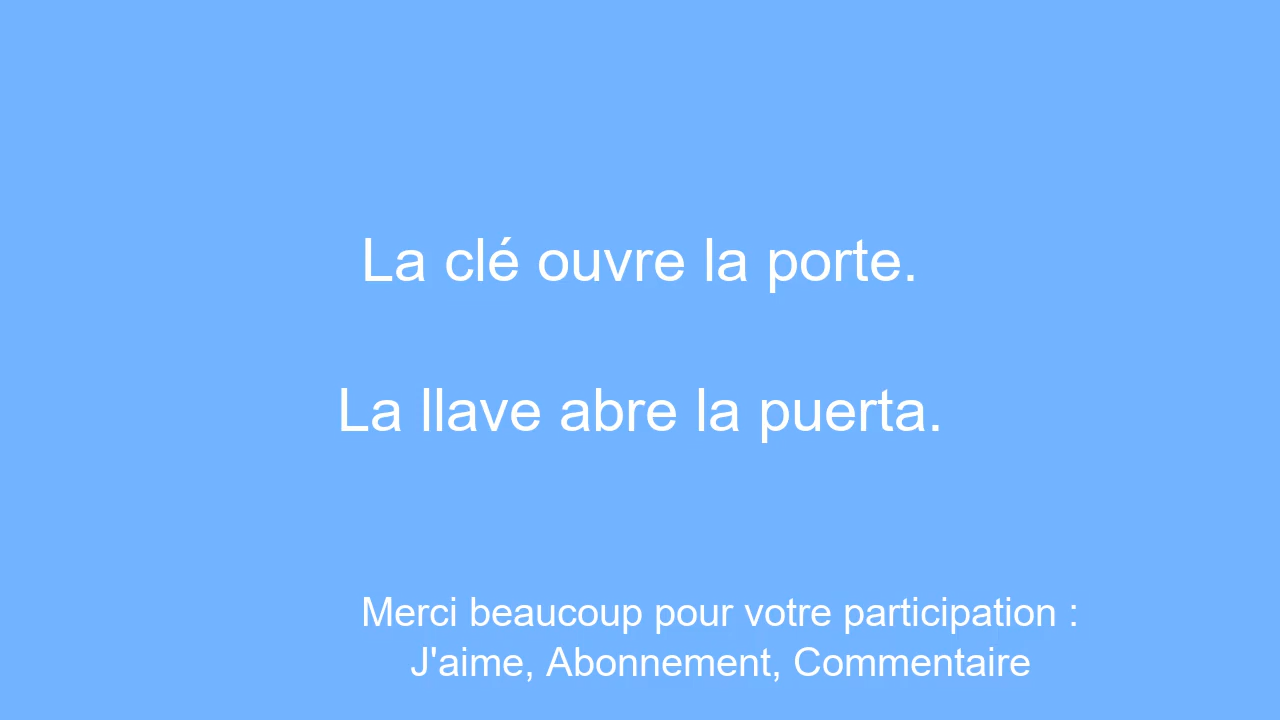 La clé ouvre la porte.
La llave abre la puerta.
Merci beaucoup pour votre participation :
J'aime, Abonnement, Commentaire